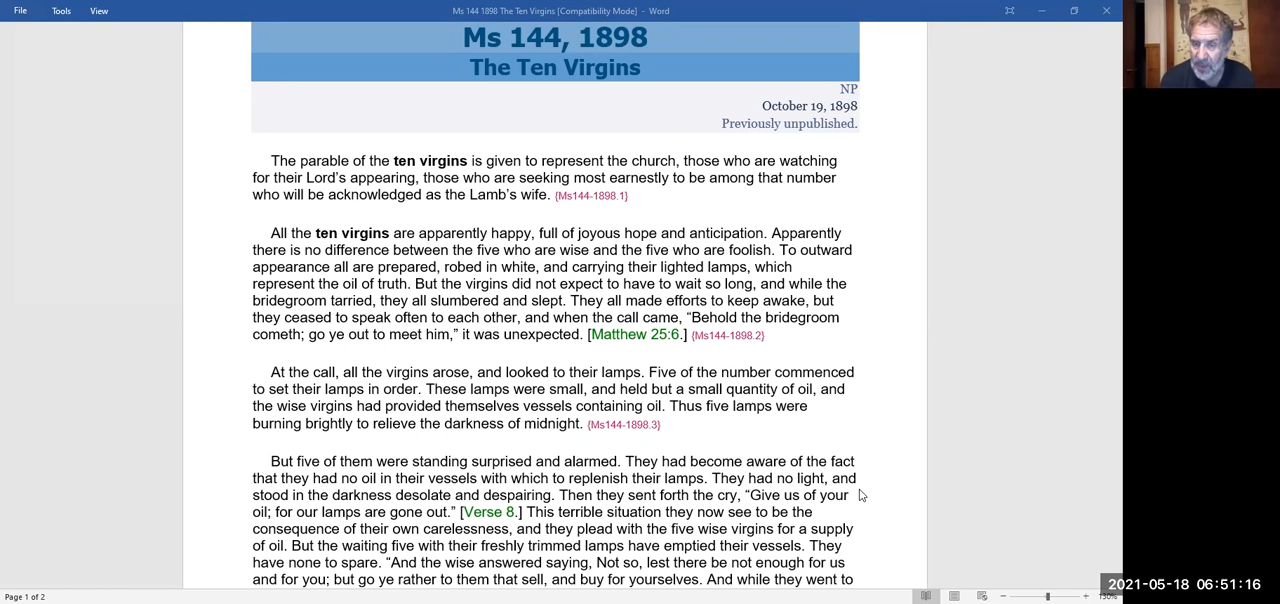 File Tools View Ms 144 1898 The Ten Virgins [Compatibility Mode] - Word
Ms 144, 1898
The Ten Virgins
NP
October 19, 1898
Previously unpublished.
The parable of the ten virgins is given to represent the church, those who are watching
for their Lord's appearing, those who are seeking most earnestly to be among that number
who will be acknowledged as the Lamb's wife. {Ms144-1898.1}
All the ten virgins are apparently happy, full of joyous hope and anticipation. Apparently
there is no difference between the five who are wise and the five who are foolish. To outward
appearance all are prepared, robed in white, and carrying their lighted lamps, which
represent the oil of truth. But the virgins did not expect to have to wait so long, and while the
bridegroom tarried, they all slumbered and slept. They all made efforts to keep awake, but
they ceased to speak often to each other, and when the call came, “Behold the bridegroom
cometh; go ye out to meet him,” it was unexpected. [Matthew 25:6.] {Ms144-1898.2}
At the call, all the virgins arose, and looked to their lamps. Five of the number commenced
to set their lamps in order. These lamps were small, and held but a small quantity of oil, and
the wise virgins had provided themselves vessels containing oil. Thus five lamps were
burning brightly to relieve the darkness of midnight. {Ms144-1898.3}
But five of them were standing surprised and alarmed. They had become aware of the fact
that they had no oil in their vessels with which to replenish their lamps. They had no light, and
stood in the darkness desolate and despairing. Then they sent forth the cry, “Give us of your
oil; for our lamps are gone out.” [Verse 8.] This terrible situation they now see to be the
consequence of their own carelessness, and they plead with the five wise virgins for a supply
of oil. But the waiting five with their freshly trimmed lamps have emptied their vessels. They
have none to spare. “And the wise answered saying, Not so, lest there be not enough for us
and for you; but go ye rather to them that sell, and buy for yourselves. And while they went to
2021-05-18 06:51:16
Page 1 of 2